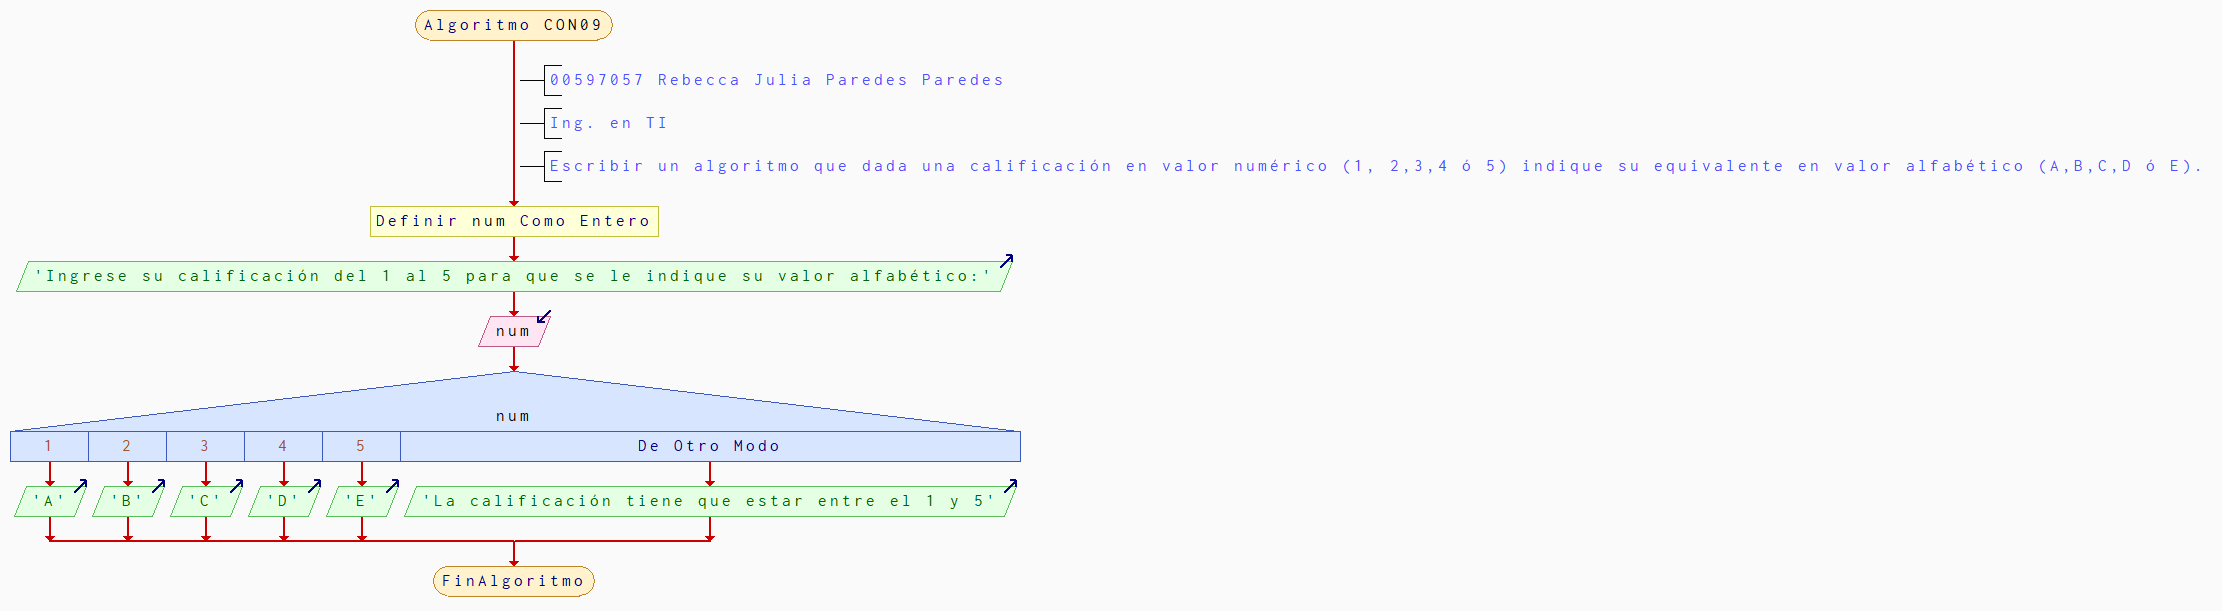 Algoritmo CON09
00597057 Rebecca Julia Paredes Paredes
Ing. en TI
Escribir un algoritmo que dada una calificación en valor numérico (1, 2,3,4 ó 5) indique su equivalente en valor alfabético (A,B,C,D ó E).
Definir num Como Entero
'Ingrese su calificación del 1 al 5 para que se le indique su valor alfabético:'
num
num
1 2 3 4 5 De Otro Modo
'A' 'B' 'C' 'D' 'E' 'La calificación tiene que estar entre el 1 y 5'
FinAlgoritmo